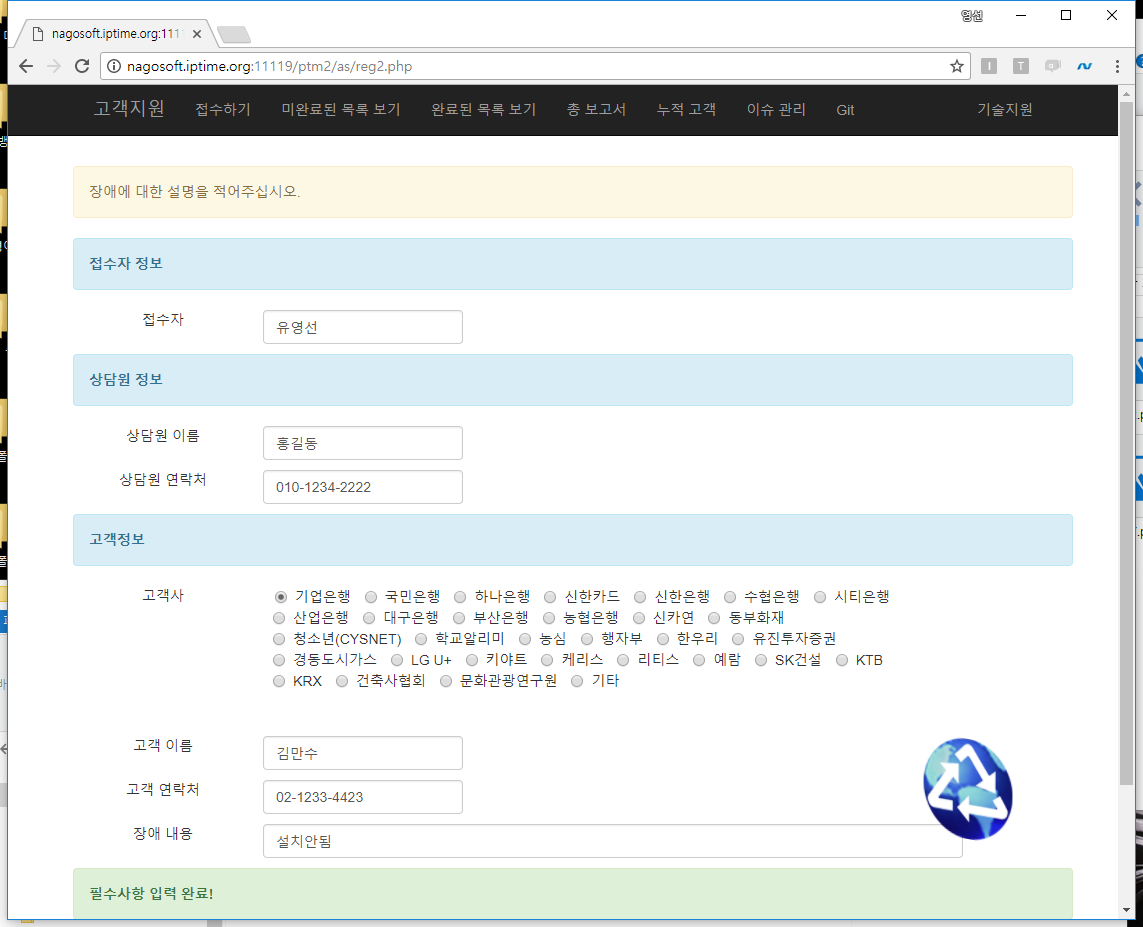 영선
nagosoft.iptime.org:111
nagosoft.iptime.org:11119/ptm2/as/reg2.php
고객지원 접수하기 미완료된 목록 보기 완료된 목록 보기 총 보고서 누적 고객 이슈 관리 Git 기술지원
장애에 대한 설명을 적어주십시오.
접수자 정보
접수자 유영선
상담원 정보
상담원 이름 홍길동
상담원 연락처 010-1234-2222
고객정보
고객사 기업은행 국민은행 하나은행 신한카드 신한은행 수협은행 시티은행
산업은행 대구은행 부산은행 농협은행 신카연 동부화재
청소년(CYSNET) 학교알리미 농심 행자부 한우리 유진투자증권
경동도시가스 LG U+ 키야트 케리스 리티스 예람 SK건설 KTB
KRX 건축사협회 문화관광연구원 기타
고객 이름 김만수
고객 연락처 02-1233-4423
장애 내용 설치안됨
필수사항 입력 완료!